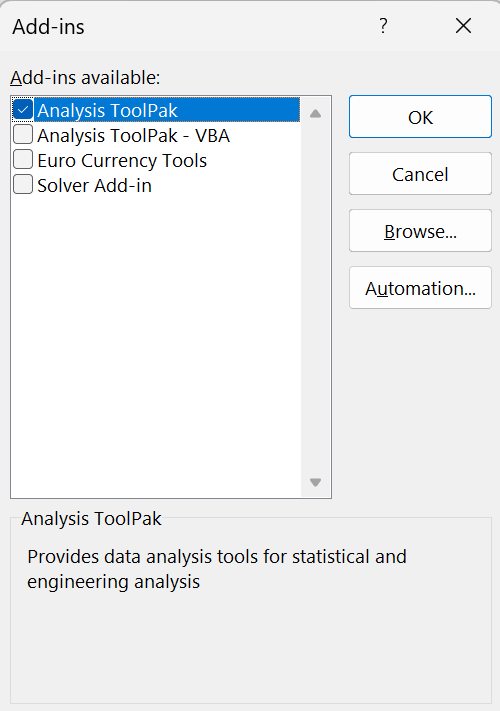 Add-ins ?
Add-ins available:
Analysis ToolPak
Analysis ToolPak - VBA
Euro Currency Tools
Solver Add-in
OK
Cancel
Browse...
Automation...
Analysis ToolPak
Provides data analysis tools for statistical and
engineering analysis